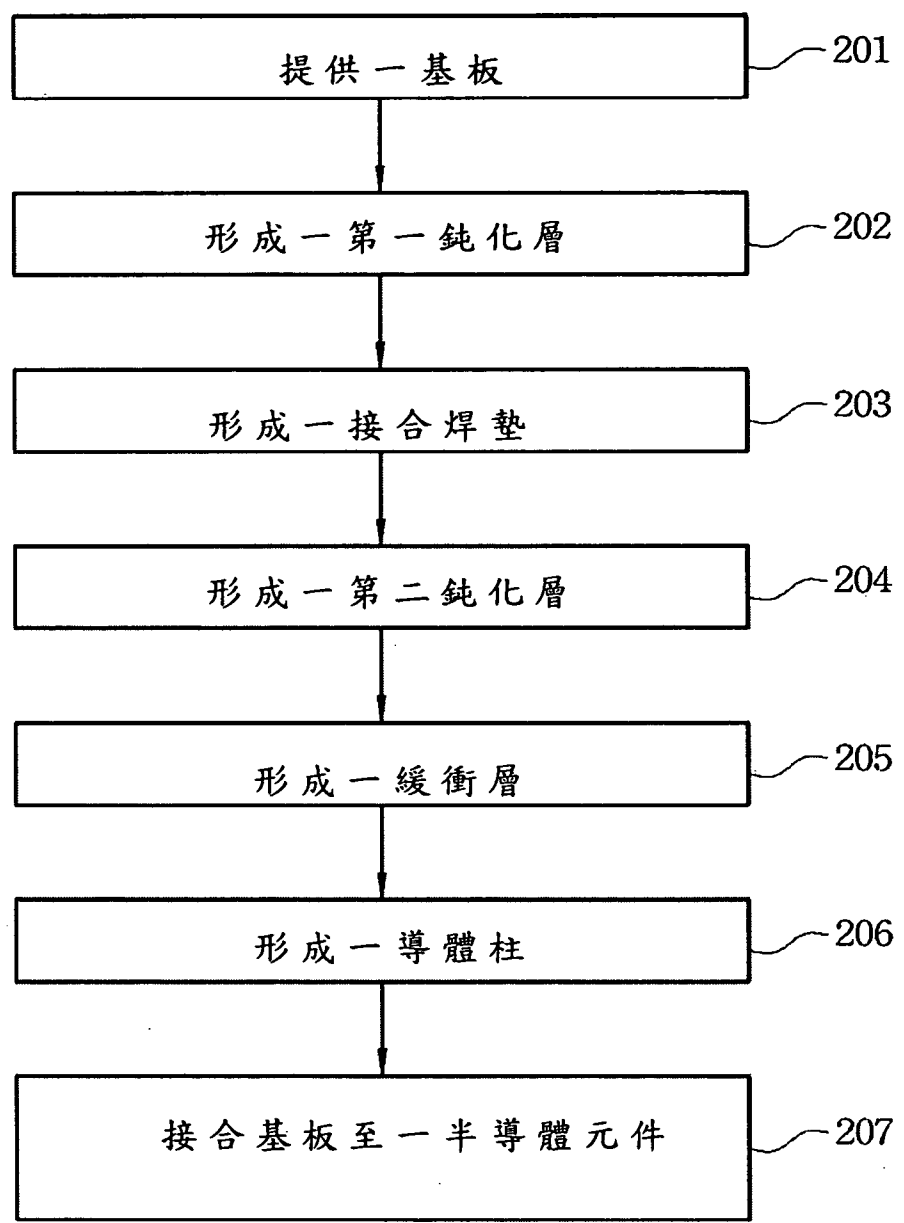 提供一基板
201
形成一第一鈍化層
202
形成一接合焊墊
203
形成一第二鈍化層
204
形成一緩衝層
205
形成一導體柱
206
接合基板至一半導體元件
207